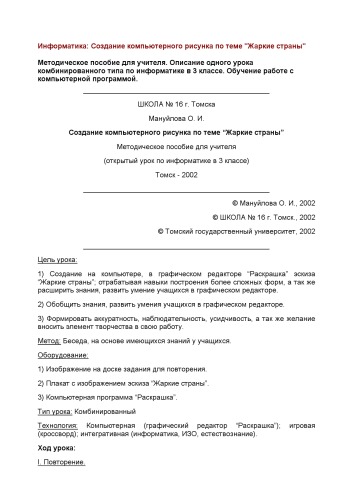 Информатика: Создание компьютерного рисунка по теме "Жаркие страны"
Методическое пособие для учителя. Описание одного урока
комбинированного типа по информатике в 3 классе. Обучение работе с
компьютерной программой.
ШКОЛА № 16 г. Томска
Мануйлова О. И.
Создание компьютерного рисунка по теме “Жаркие страны”
Методическое пособие для учителя
(открытый урок по информатике в 3 классе)
Томск - 2002
© Мануйлова О. И., 2002
© ШКОЛА № 16 г. Томск., 2002
© Томский государственный университет, 2002
Цель урока:
1) Создание на компьютере, в графическом редакторе “Раскрашка” эскиза
“Жаркие страны”; отрабатывая навыки построения более сложных форм, а так же
расширить знания, развить умение учащихся в графическом редакторе.
2) Обобщить знания, развить умения учащихся в графическом редакторе.
3) Формировать аккуратность, наблюдательность, усидчивость, а так же желание
вносить элемент творчества в свою работу.
Метод: Беседа, на основе имеющихся знаний у учащихся.
Оборудование:
1) Изображение на доске задания для повторения.
2) Плакат с изображением эскиза “Жаркие страны”.
3) Компьютерная программа “Раскрашка”.
Тип урока: Комбинированный
Технология: Компьютерная (графический редактор “Раскрашка”); игровая
(кроссворд); интегративная (информатика, ИЗО, естествознание).
Ход урока:
I. Повторение.